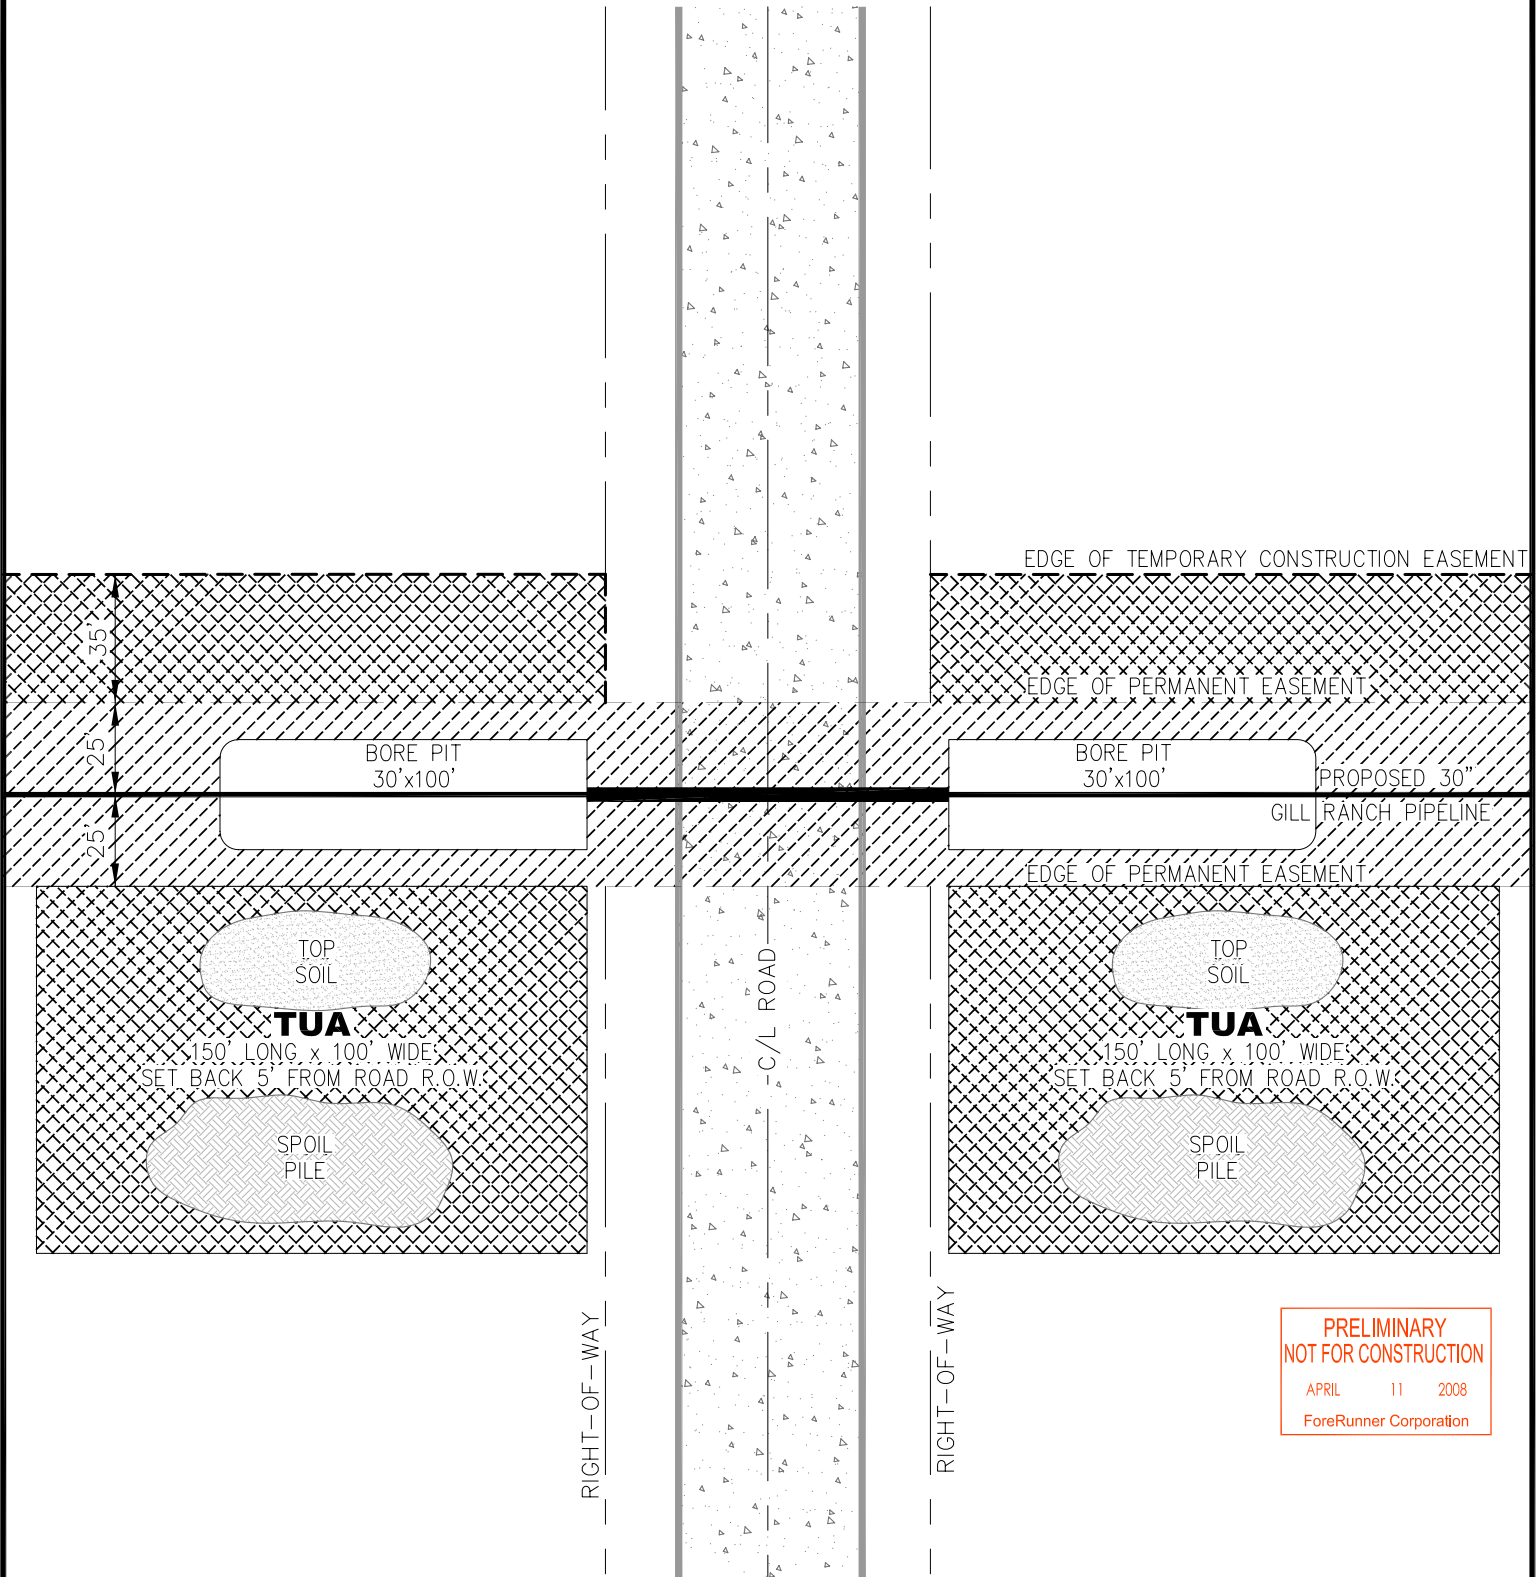 EDGE OF TEMPORARY CONSTRUCTION EASEMENT
35'
EDGE OF PERMANENT EASEMENT
25'
BORE PIT
30'x100'
BORE PIT
30'x100'
PROPOSED 30"
GILL RANCH PIPELINE
25'
EDGE OF PERMANENT EASEMENT
TOP
SOIL
TUA
150' LONG x 100' WIDE
SET BACK 5' FROM ROAD R.O.W.
SPOIL
PILE
C/L ROAD
TOP
SOIL
TUA
150' LONG x 100' WIDE
SET BACK 5' FROM ROAD R.O.W.
SPOIL
PILE
RIGHT-OF-WAY
RIGHT-OF-WAY
PRELIMINARY
NOT FOR CONSTRUCTION
APRIL 11 2008
ForeRunner Corporation